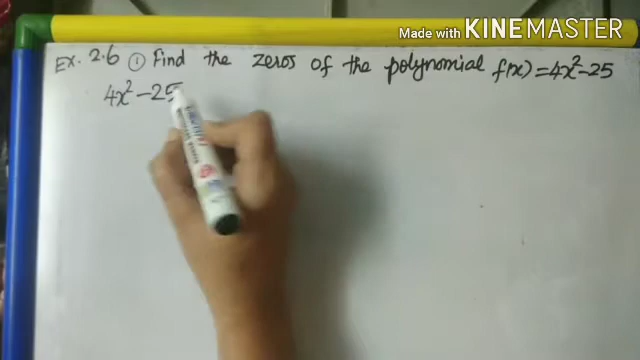 Made with KINEMASTER
Ex. 2.6 ① Find the zeros of the polynomial f(x)=4x²-25
4x²-25